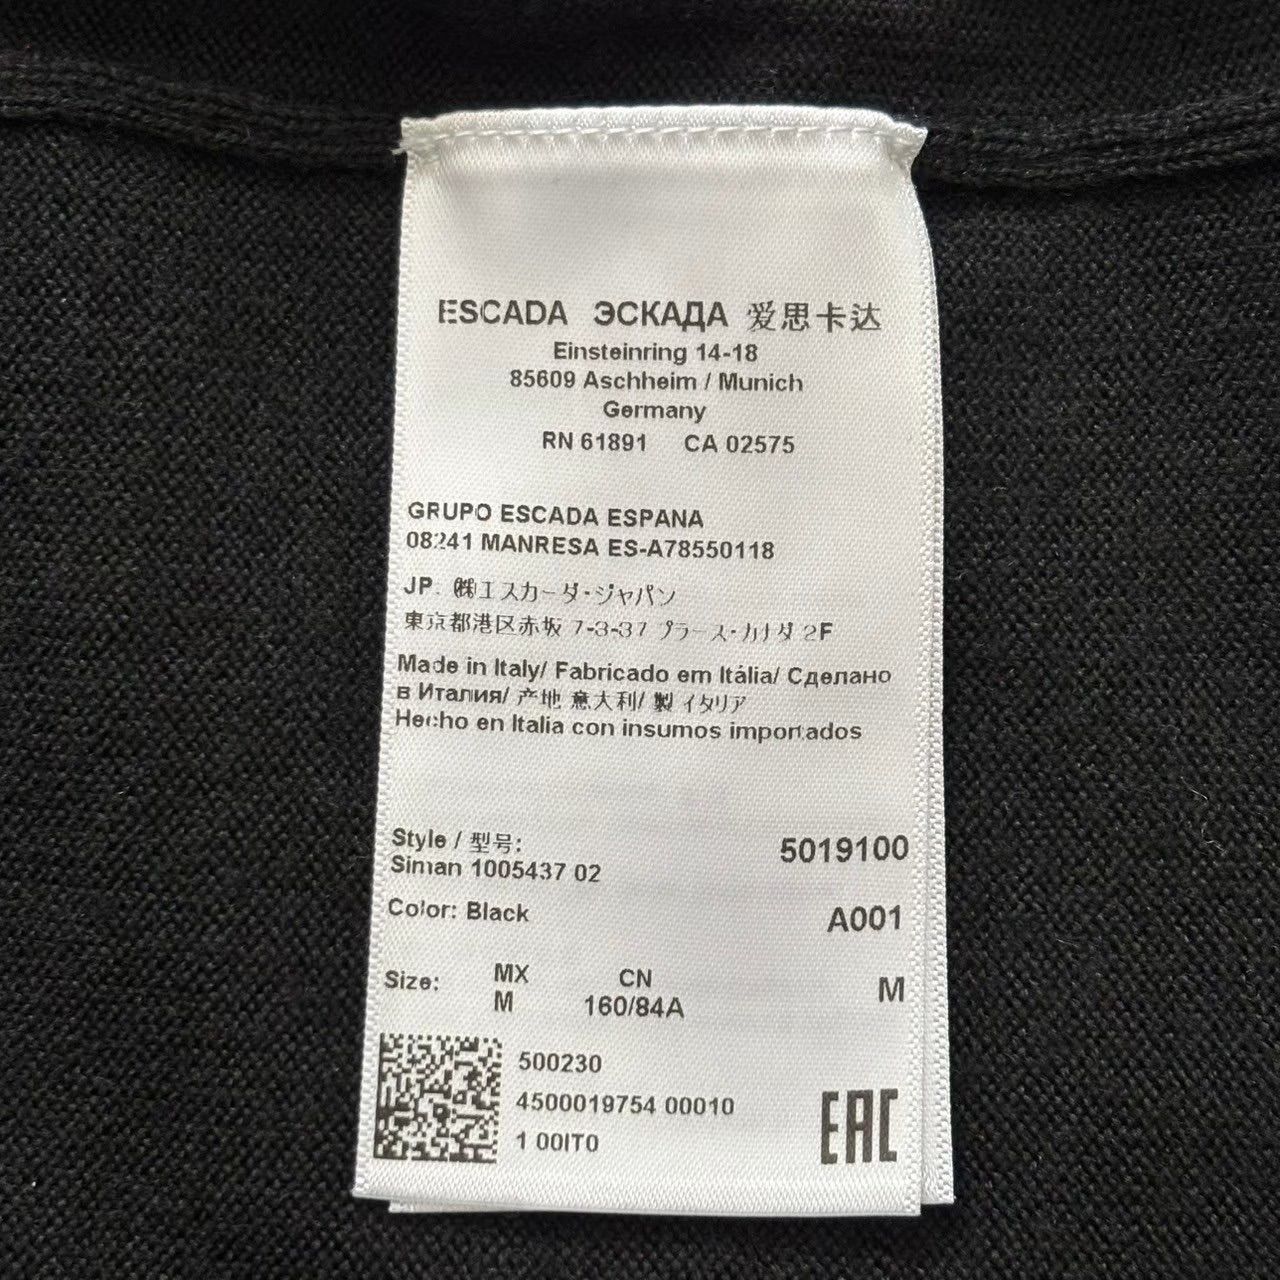 ESCADA ЭСКАДА 爱思卡达
Einsteinring 14-18
85609 Aschheim / Munich
Germany
RN 61891 CA 02575
GRUPO ESCADA ESPANA
08241 MANRESA ES-A78550118
JP. ㈱エスカーダ・ジャパン
東京都港区赤坂 7-3-37 プラース・カナダ 2F
Made in Italy/ Fabricado em Itália/ Сделано
в Италия/ 产地 意大利/ 製 イタリア
Hecho en Italia con insumos importados
Style / 型号: 5019100
Siman 1005437 02
Color: Black A001
Size: MX CN M
M 160/84A
500230
4500019754 00010
1 00IT0
EAC